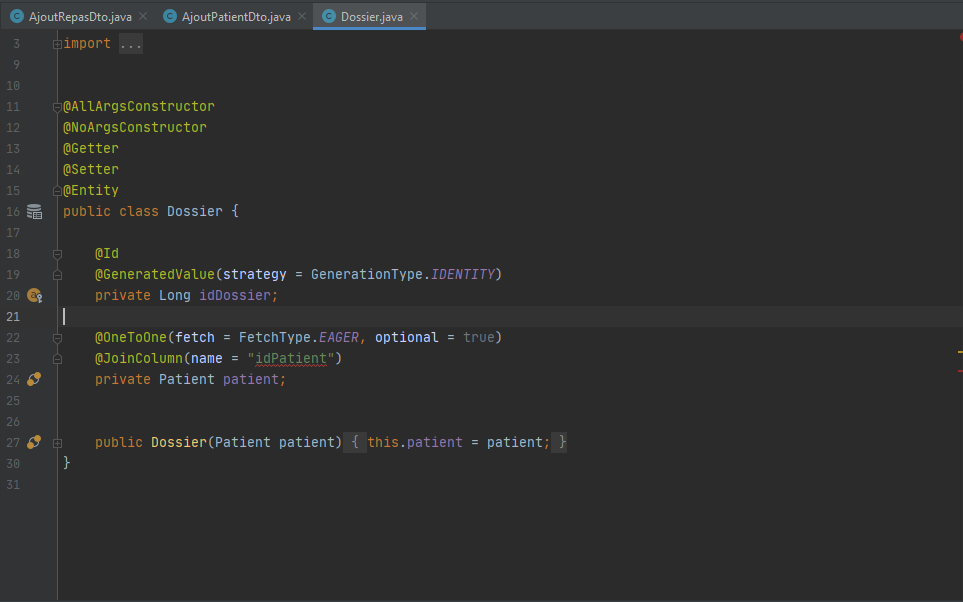 AjoutRepasDto.java AjoutPatientDto.java Dossier.java
3 import ...
9
10
11 @AllArgsConstructor
12 @NoArgsConstructor
13 @Getter
14 @Setter
15 @Entity
16 public class Dossier {
17
18 @Id
19 @GeneratedValue(strategy = GenerationType.IDENTITY)
20 private Long idDossier;
21
22 @OneToOne(fetch = FetchType.EAGER, optional = true)
23 @JoinColumn(name = "idPatient")
24 private Patient patient;
25
26
27 public Dossier(Patient patient) { this.patient = patient; }
30 }
31